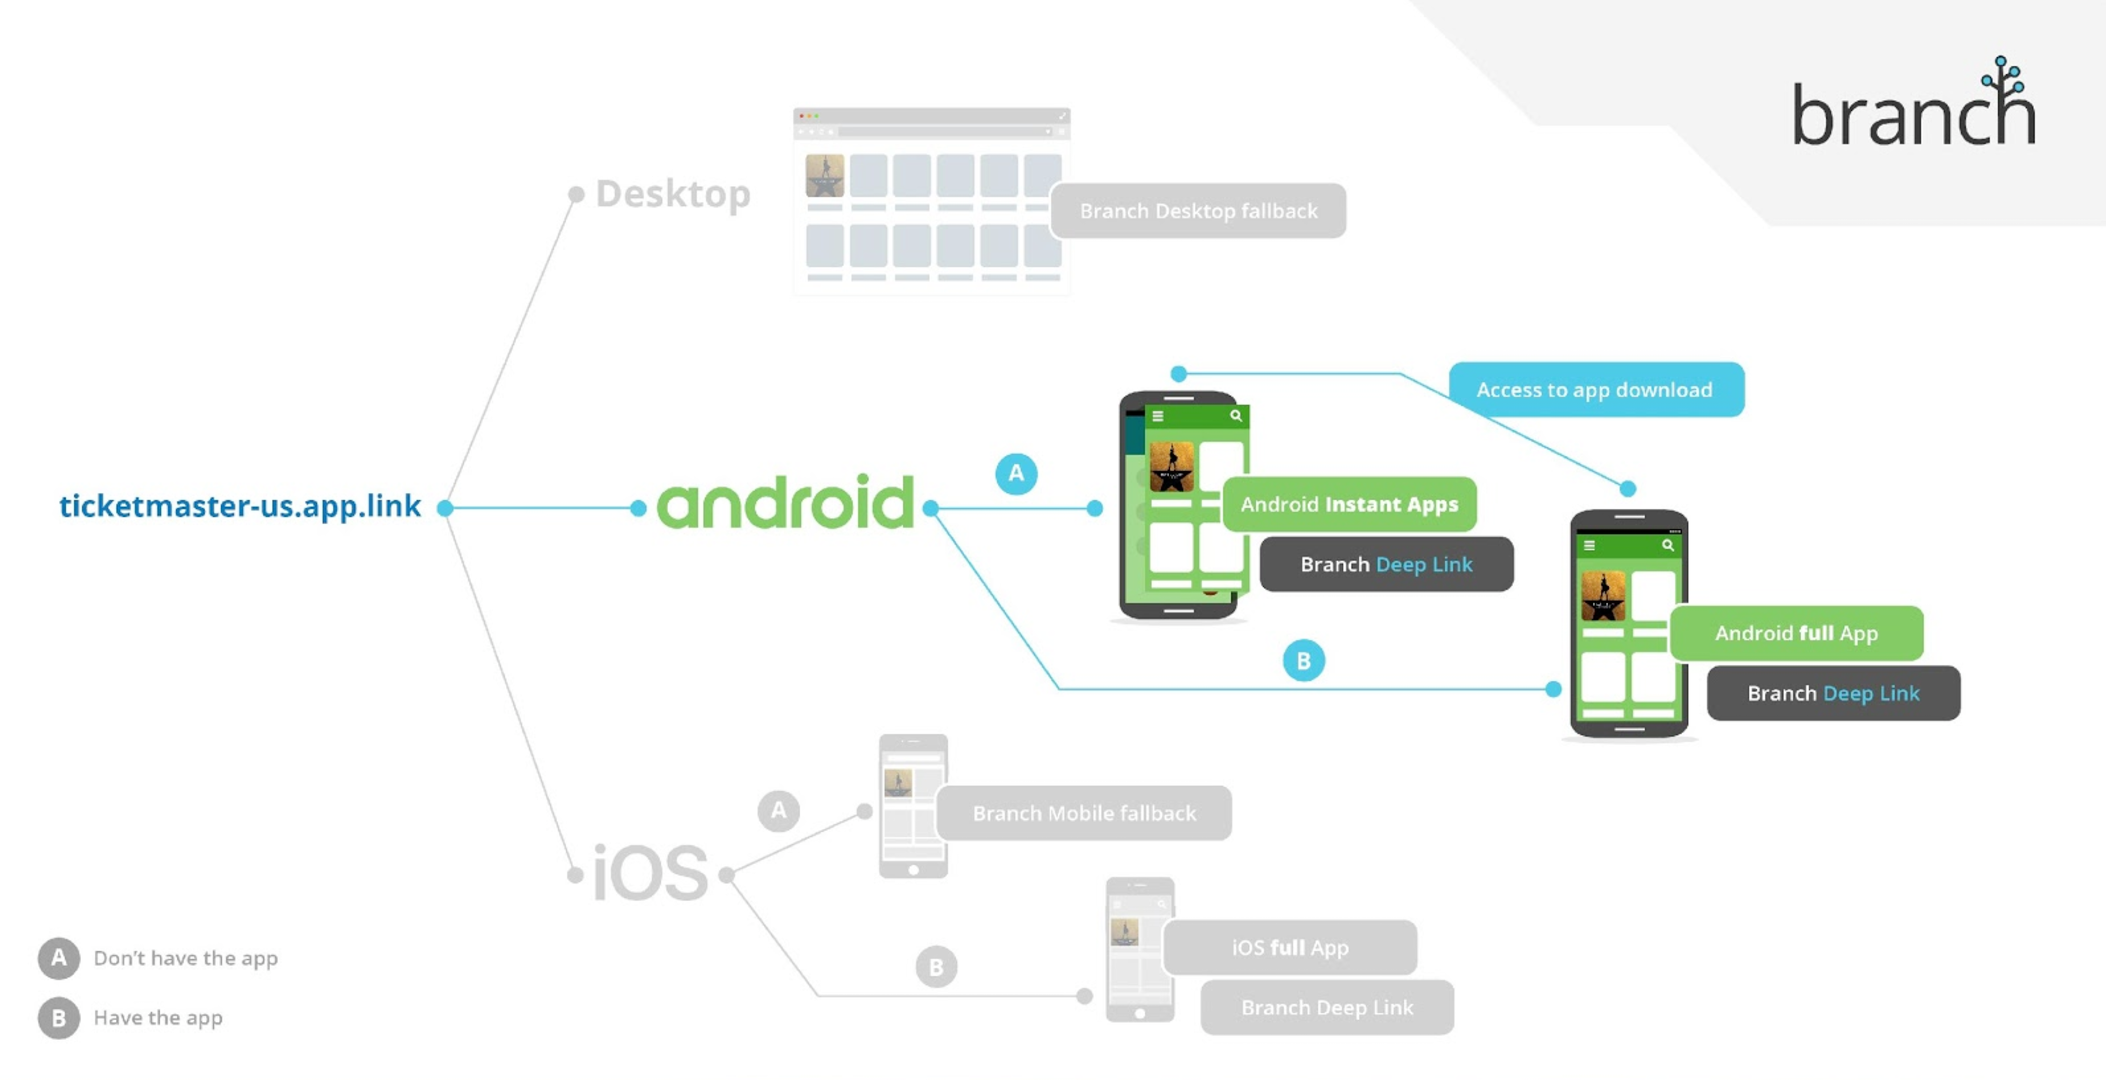 branch
Desktop
Branch Desktop fallback
Access to app download
ticketmaster-us.app.link
android
A
Android Instant Apps
Branch Deep Link
B
Android full App
Branch Deep Link
iOS
A
Branch Mobile fallback
B
iOS full App
Branch Deep Link
A Don't have the app
B Have the app